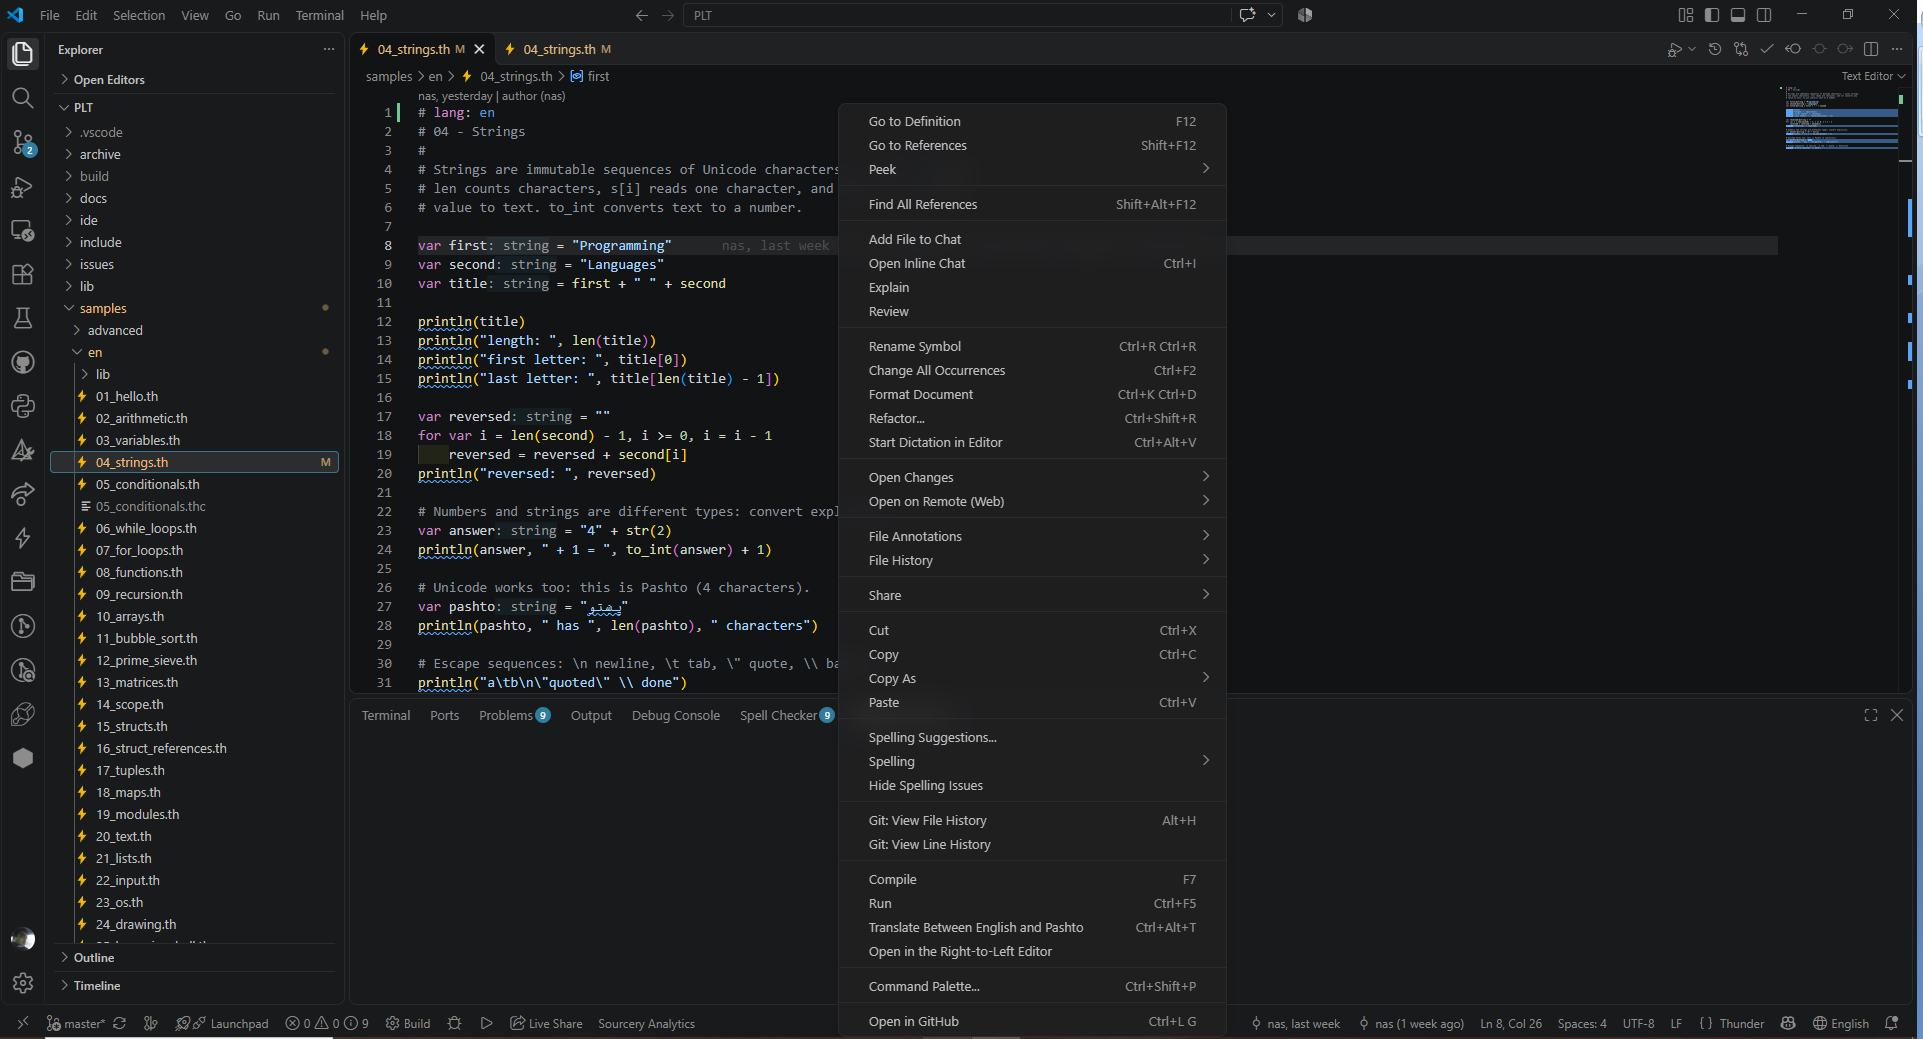 File Edit Selection View Go Run Terminal Help
PLT
Explorer
Open Editors
PLT
.vscode
archive
build
docs
ide
include
issues
lib
samples
advanced
en
lib
01_hello.th
02_arithmetic.th
03_variables.th
04_strings.th M
05_conditionals.th
05_conditionals.thc
06_while_loops.th
07_for_loops.th
08_functions.th
09_recursion.th
10_arrays.th
11_bubble_sort.th
12_prime_sieve.th
13_matrices.th
14_scope.th
15_structs.th
16_struct_references.th
17_tuples.th
18_maps.th
19_modules.th
20_text.th
21_lists.th
22_input.th
23_os.th
24_drawing.th
Outline
Timeline
04_strings.th M
04_strings.th M
samples > en > 04_strings.th > first
Text Editor
nas, yesterday | author (nas)
1 # lang: en
2 # 04 - Strings
3 #
4 # Strings are immutable sequences of Unicode characters
5 # len counts characters, s[i] reads one character, and
6 # value to text. to_int converts text to a number.
7
8 var first: string = "Programming" nas, last week
9 var second: string = "Languages"
10 var title: string = first + " " + second
11
12 println(title)
13 println("length: ", len(title))
14 println("first letter: ", title[0])
15 println("last letter: ", title[len(title) - 1])
16
17 var reversed: string = ""
18 for var i = len(second) - 1, i >= 0, i = i - 1
19 reversed = reversed + second[i]
20 println("reversed: ", reversed)
21
22 # Numbers and strings are different types: convert expl
23 var answer: string = "4" + str(2)
24 println(answer, " + 1 = ", to_int(answer) + 1)
25
26 # Unicode works too: this is Pashto (4 characters).
27 var pashto: string = "پښتو"
28 println(pashto, " has ", len(pashto), " characters")
29
30 # Escape sequences: \n newline, \t tab, \" quote, \\ ba
31 println("a\tb\n\"quoted\" \\ done")
Terminal Ports Problems 9 Output Debug Console Spell Checker 9
Go to Definition F12
Go to References Shift+F12
Peek
Find All References Shift+Alt+F12
Add File to Chat
Open Inline Chat Ctrl+I
Explain
Review
Rename Symbol Ctrl+R Ctrl+R
Change All Occurrences Ctrl+F2
Format Document Ctrl+K Ctrl+D
Refactor... Ctrl+Shift+R
Start Dictation in Editor Ctrl+Alt+V
Open Changes
Open on Remote (Web)
File Annotations
File History
Share
Cut Ctrl+X
Copy Ctrl+C
Copy As
Paste Ctrl+V
Spelling Suggestions...
Spelling
Hide Spelling Issues
Git: View File History Alt+H
Git: View Line History
Compile F7
Run Ctrl+F5
Translate Between English and Pashto Ctrl+Alt+T
Open in the Right-to-Left Editor
Command Palette... Ctrl+Shift+P
Open in GitHub Ctrl+L G
master* Launchpad 0 0 9 Build Live Share Sourcery Analytics nas, last week nas (1 week ago) Ln 8, Col 26 Spaces: 4 UTF-8 LF { } Thunder English
2